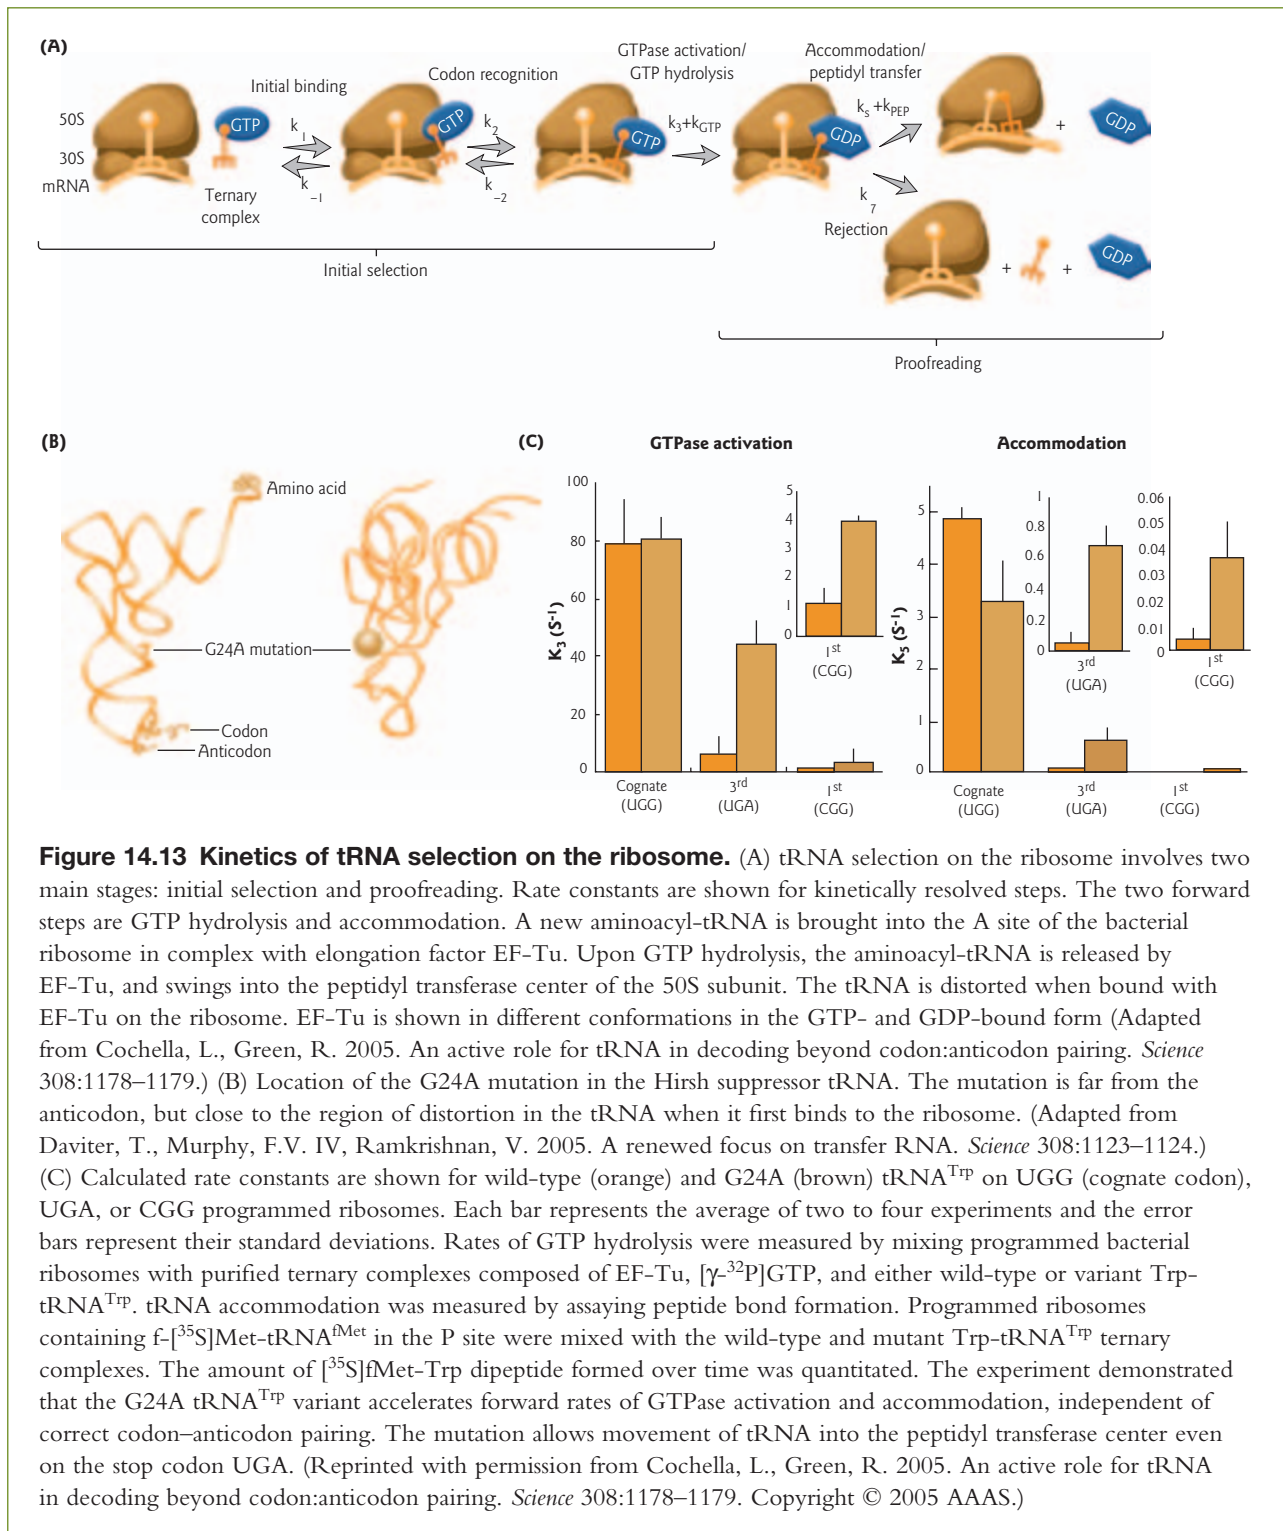 (A)
GTPase activation/
GTP hydrolysis
Accommodation/
peptidyl transfer
Initial binding
Codon recognition
50S
30S
mRNA
GTP
Ternary
complex
k1
k−1
GTP
k2
k−2
GTP
k3+kGTP
GDP
ks+kPEP
+
GDP
k7
Rejection
+
+
GDP
Initial selection
Proofreading
(B)
Amino acid
G24A mutation
Codon
Anticodon
(C)
GTPase activation
K3 (S-1)
100
80
60
40
20
0
5
4
3
2
1
0
1st
(CGG)
Cognate
(UGG)
3rd
(UGA)
1st
(CGG)
Accommodation
K5 (S-1)
5
4
3
2
1
0
1
0.8
0.6
0.4
0.2
0
3rd
(UGA)
0.06
0.05
0.04
0.03
0.02
0.01
0
1st
(CGG)
Cognate
(UGG)
3rd
(UGA)
1st
(CGG)
Figure 14.13 Kinetics of tRNA selection on the ribosome. (A) tRNA selection on the ribosome involves two
main stages: initial selection and proofreading. Rate constants are shown for kinetically resolved steps. The two forward
steps are GTP hydrolysis and accommodation. A new aminoacyl-tRNA is brought into the A site of the bacterial
ribosome in complex with elongation factor EF-Tu. Upon GTP hydrolysis, the aminoacyl-tRNA is released by
EF-Tu, and swings into the peptidyl transferase center of the 50S subunit. The tRNA is distorted when bound with
EF-Tu on the ribosome. EF-Tu is shown in different conformations in the GTP- and GDP-bound form (Adapted
from Cochella, L., Green, R. 2005. An active role for tRNA in decoding beyond codon:anticodon pairing. Science
308:1178–1179.) (B) Location of the G24A mutation in the Hirsh suppressor tRNA. The mutation is far from the
anticodon, but close to the region of distortion in the tRNA when it first binds to the ribosome. (Adapted from
Daviter, T., Murphy, F.V. IV, Ramkrishnan, V. 2005. A renewed focus on transfer RNA. Science 308:1123–1124.)
(C) Calculated rate constants are shown for wild-type (orange) and G24A (brown) tRNATrp on UGG (cognate codon),
UGA, or CGG programmed ribosomes. Each bar represents the average of two to four experiments and the error
bars represent their standard deviations. Rates of GTP hydrolysis were measured by mixing programmed bacterial
ribosomes with purified ternary complexes composed of EF-Tu, [γ-32P]GTP, and either wild-type or variant Trp-
tRNATrp. tRNA accommodation was measured by assaying peptide bond formation. Programmed ribosomes
containing f-[35S]Met-tRNAfMet in the P site were mixed with the wild-type and mutant Trp-tRNATrp ternary
complexes. The amount of [35S]fMet-Trp dipeptide formed over time was quantitated. The experiment demonstrated
that the G24A tRNATrp variant accelerates forward rates of GTPase activation and accommodation, independent of
correct codon–anticodon pairing. The mutation allows movement of tRNA into the peptidyl transferase center even
on the stop codon UGA. (Reprinted with permission from Cochella, L., Green, R. 2005. An active role for tRNA
in decoding beyond codon:anticodon pairing. Science 308:1178–1179. Copyright © 2005 AAAS.)